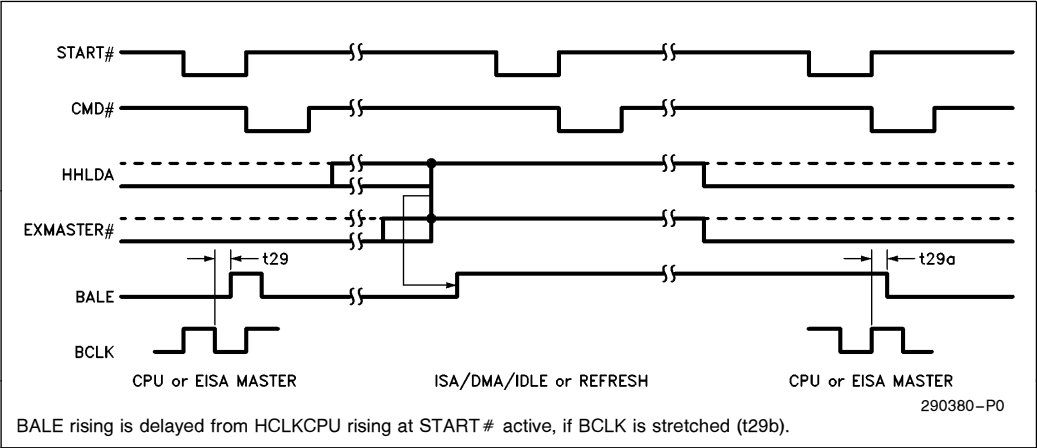 START#
CMD#
HHLDA
EXMASTER#
t29
t29a
BALE
BCLK
CPU or EISA MASTER
ISA/DMA/IDLE or REFRESH
CPU or EISA MASTER
290380–P0
BALE rising is delayed from HCLKCPU rising at START# active, if BCLK is stretched (t29b).